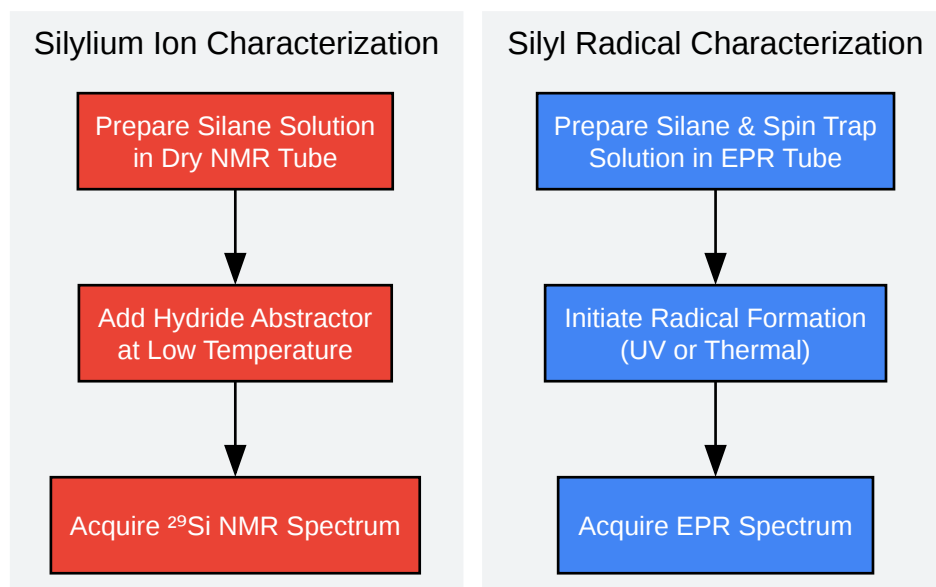 Silylium Ion Characterization
Prepare Silane Solution
in Dry NMR Tube
Add Hydride Abstractor
at Low Temperature
Acquire ²⁹Si NMR Spectrum
Silyl Radical Characterization
Prepare Silane & Spin Trap
Solution in EPR Tube
Initiate Radical Formation
(UV or Thermal)
Acquire EPR Spectrum